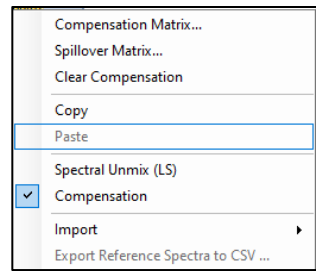 Compensation Matrix...
Spillover Matrix...
Clear Compensation
Copy
Paste
Spectral Unmix (LS)
Compensation
Import
Export Reference Spectra to CSV ...